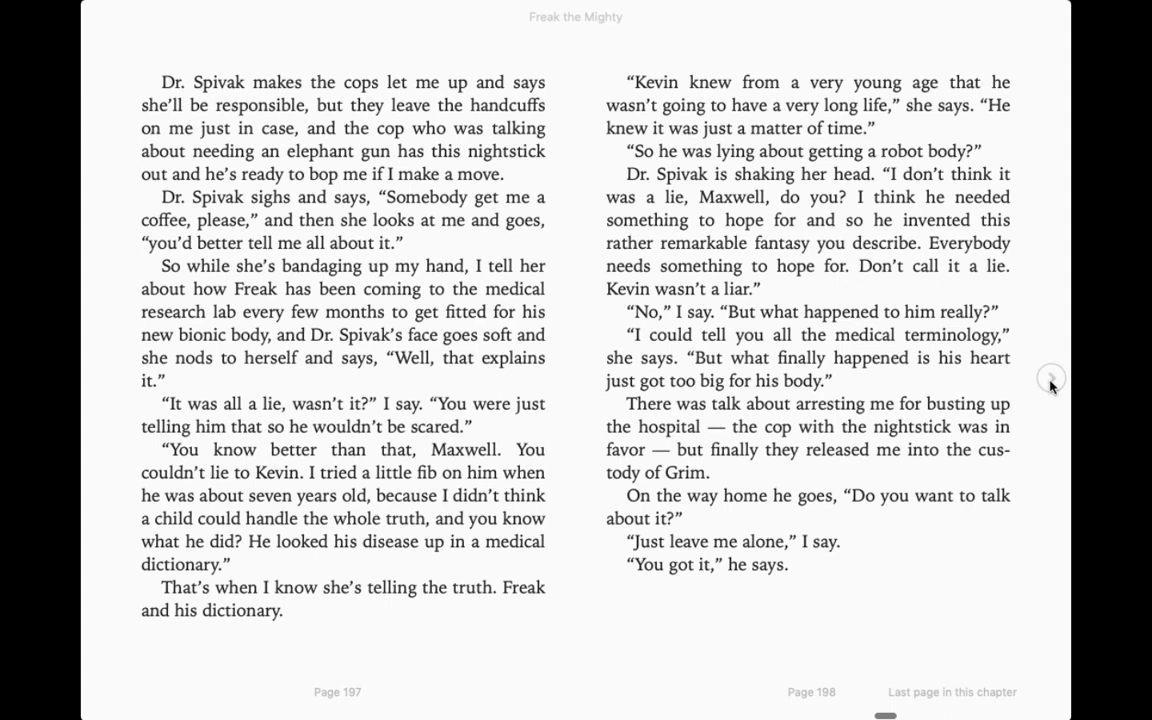 Freak the Mighty
Dr. Spivak makes the cops let me up and says
she’ll be responsible, but they leave the handcuffs
on me just in case, and the cop who was talking
about needing an elephant gun has this nightstick
out and he’s ready to bop me if I make a move.
Dr. Spivak sighs and says, “Somebody get me a
coffee, please,” and then she looks at me and goes,
“you’d better tell me all about it.”
So while she’s bandaging up my hand, I tell her
about how Freak has been coming to the medical
research lab every few months to get fitted for his
new bionic body, and Dr. Spivak’s face goes soft and
she nods to herself and says, “Well, that explains
it.”
“It was all a lie, wasn’t it?” I say. “You were just
telling him that so he wouldn’t be scared.”
“You know better than that, Maxwell. You
couldn’t lie to Kevin. I tried a little fib on him when
he was about seven years old, because I didn’t think
a child could handle the whole truth, and you know
what he did? He looked his disease up in a medical
dictionary.”
That’s when I know she’s telling the truth. Freak
and his dictionary.
Page 197
“Kevin knew from a very young age that he
wasn’t going to have a very long life,” she says. “He
knew it was just a matter of time.”
“So he was lying about getting a robot body?”
Dr. Spivak is shaking her head. “I don’t think it
was a lie, Maxwell, do you? I think he needed
something to hope for and so he invented this
rather remarkable fantasy you describe. Everybody
needs something to hope for. Don’t call it a lie.
Kevin wasn’t a liar.”
“No,” I say. “But what happened to him really?”
“I could tell you all the medical terminology,”
she says. “But what finally happened is his heart
just got too big for his body.”
There was talk about arresting me for busting up
the hospital — the cop with the nightstick was in
favor — but finally they released me into the cus-
tody of Grim.
On the way home he goes, “Do you want to talk
about it?”
“Just leave me alone,” I say.
“You got it,” he says.
Page 198
Last page in this chapter